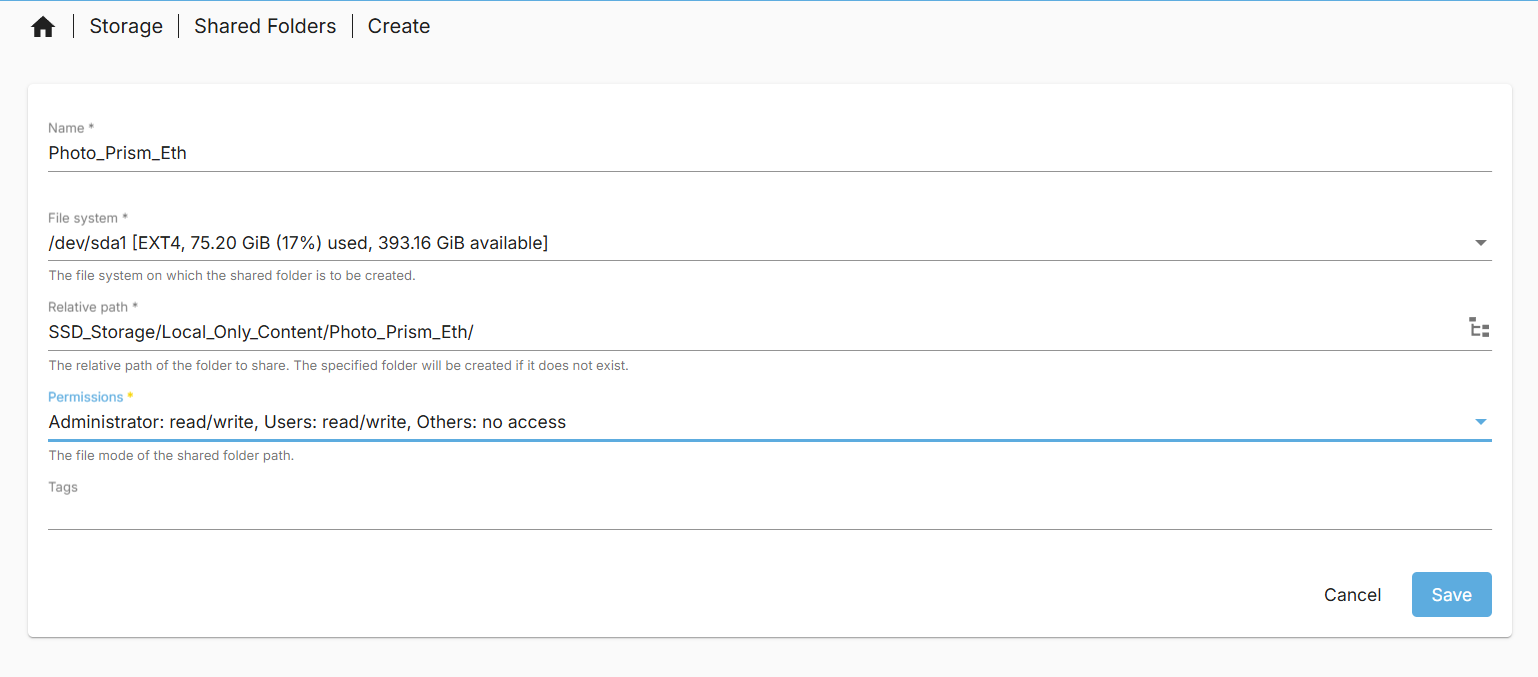 Storage | Shared Folders | Create
Name *
Photo_Prism_Eth
File system *
/dev/sda1 [EXT4, 75.20 GiB (17%) used, 393.16 GiB available]
The file system on which the shared folder is to be created.
Relative path *
SSD_Storage/Local_Only_Content/Photo_Prism_Eth/
The relative path of the folder to share. The specified folder will be created if it does not exist.
Permissions *
Administrator: read/write, Users: read/write, Others: no access
The file mode of the shared folder path.
Tags
Cancel Save